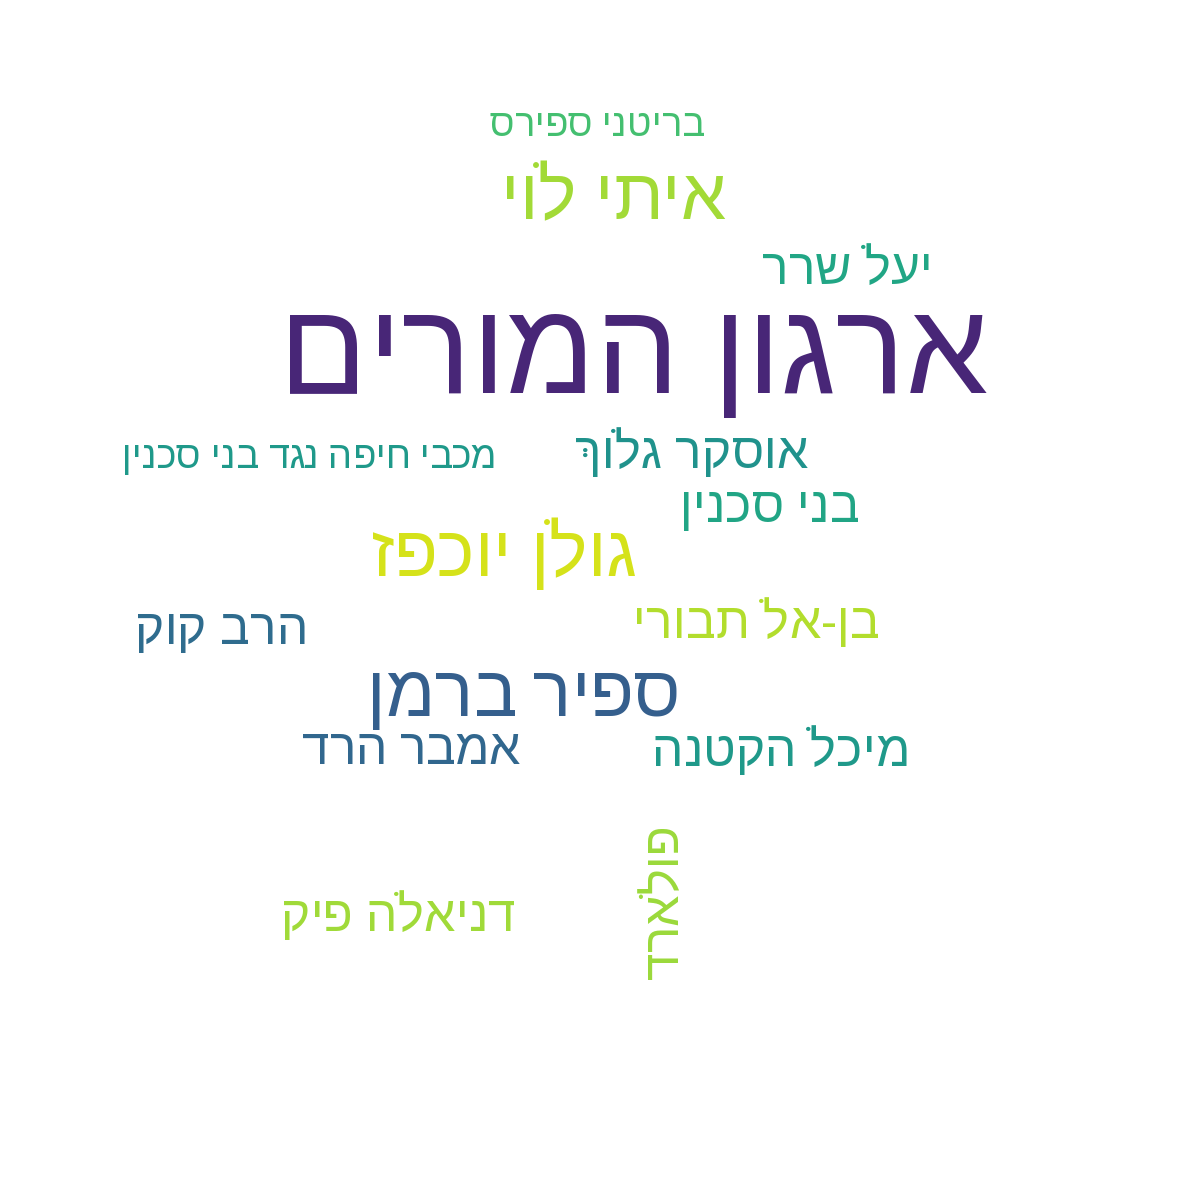 בריטני ספירס
איתי לוי
יעל שרר
ארגון המורים
אוסקר גלוך
מכבי חיפה נגד בני סכנין
בני סכנין
גולן יוכפז
בן-אל תבורי
הרב קוק
ספיר ברמן
אמבר הרד
מיכל הקטנה
פולארד
דניאלה פיק